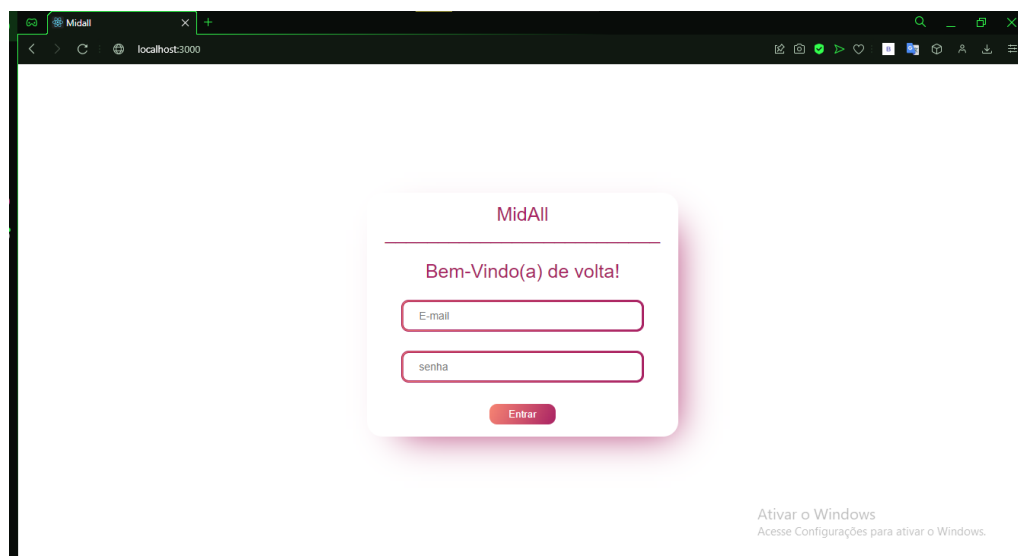 Midall
localhost:3000
MidAll
Bem-Vindo(a) de volta!
E-mail
senha
Entrar
Ativar o Windows
Acesse Configurações para ativar o Windows.